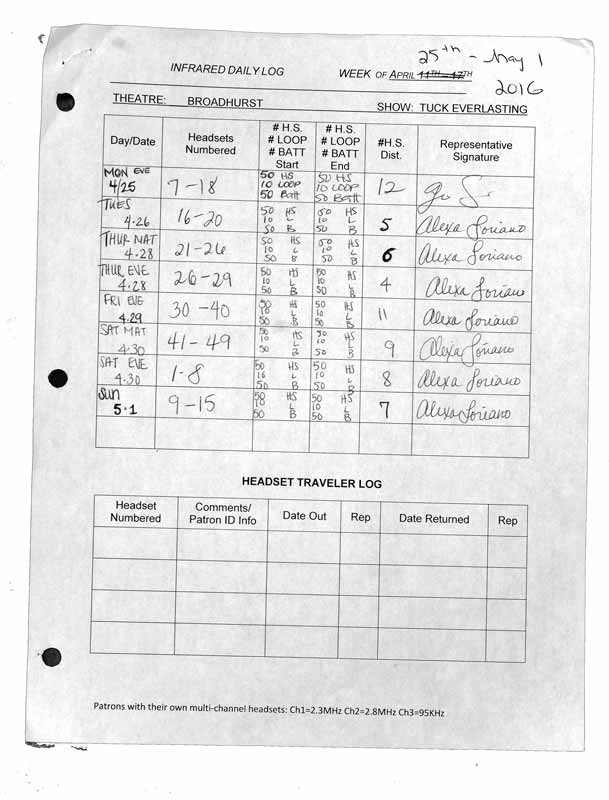 25th - May 1
INFRARED DAILY LOG WEEK OF APRIL 11TH – 17TH
2016
THEATRE: BROADHURST SHOW: TUCK EVERLASTING
Day/Date Headsets Numbered # H.S. # LOOP # BATT Start # H.S. # LOOP # BATT End #H.S. Dist. Representative Signature
MON EVE 4/25 7-18 50 HS 10 LOOP 50 Batt 50 HS 10 LOOP 50 Batt 12
TUES 4.26 16-20 50 HS 10 L 50 B 50 HS 10 L 50 B 5 Alexa Soriano
THUR MAT 4.28 21-26 50 HS 10 L 50 B 50 HS 10 L 50 B 6 Alexa Soriano
THUR EVE 4.28 26-29 50 HS 10 L 50 B 50 HS 10 L 50 B 4 Alexa Soriano
FRI EVE 4.29 30-40 50 HS 10 L 50 B 50 HS 10 L 50 B 11 Alexa Soriano
SAT MAT 4.30 41-49 50 HS 10 L 50 B 50 HS 10 L 50 B 9 Alexa Soriano
SAT EVE 4.30 1-8 50 HS 10 L 50 B 50 HS 10 L 50 B 8 Alexa Soriano
SUN 5.1 9-15 50 HS 10 L 50 B 50 HS 10 L 50 B 7 Alexa Soriano
HEADSET TRAVELER LOG
Headset Numbered Comments/ Patron ID Info Date Out Rep Date Returned Rep
Patrons with their own multi-channel headsets: Ch1=2.3MHz Ch2=2.8MHz Ch3=95KHz